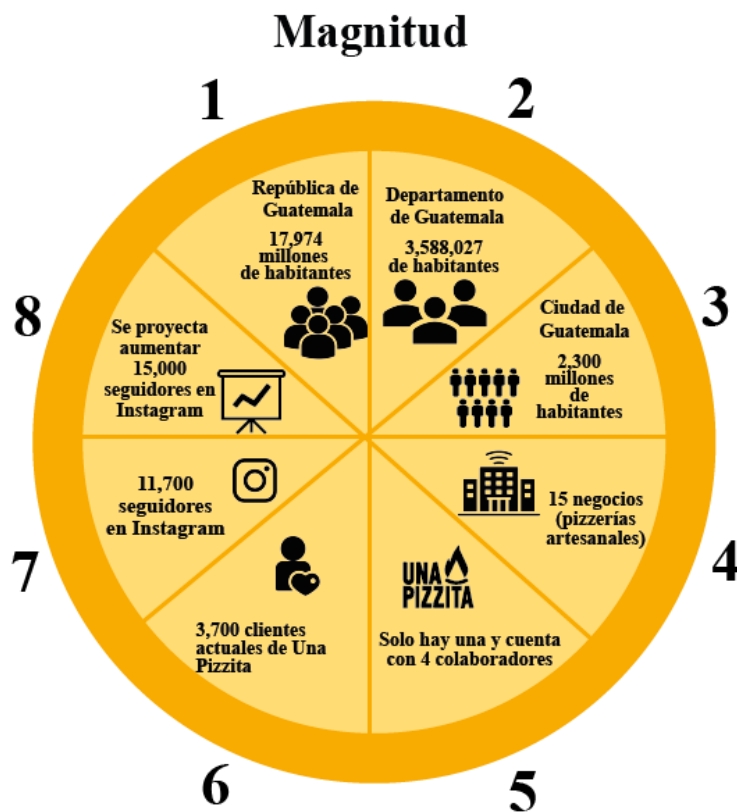 Magnitud
1
República de
Guatemala
17,974
millones
de habitantes
2
Departamento
de Guatemala
3,588,027
de habitantes
3
Ciudad de
Guatemala
2,300
millones
de
habitantes
4
15 negocios
(pizzerías
artesanales)
5
UNA
PIZZITA
Solo hay una y cuenta
con 4 colaboradores
6
3,700 clientes
actuales de Una
Pizzita
7
11,700
seguidores
en Instagram
8
Se proyecta
aumentar
15,000
seguidores en
Instagram